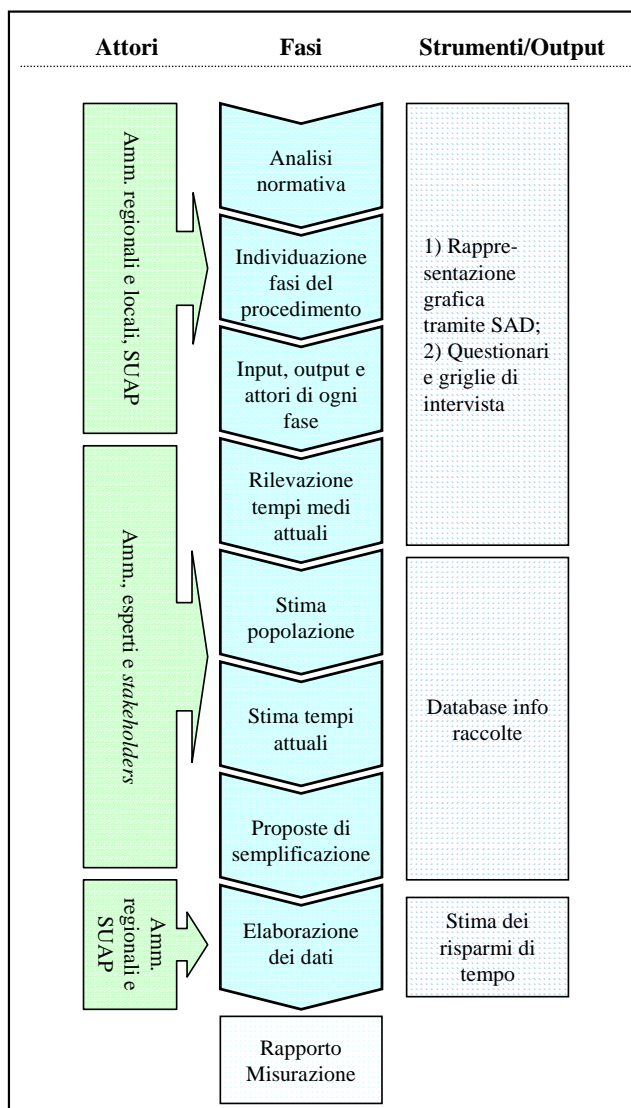 Attori
Fasi
Strumenti/Output
Amm. regionali e locali, SUAP
Amm., esperti e stakeholders
Amm.
regionali e
SUAP
Analisi
normativa
Individuazione
fasi del
procedimento
Input, output e
attori di ogni
fase
Rilevazione
tempi medi
attuali
Stima
popolazione
Stima tempi
attuali
Proposte di
semplificazione
Elaborazione
dei dati
Rapporto
Misurazione
1) Rappre-
sentazione
grafica
tramite SAD;
2) Questionari
e griglie di
intervista
Database info
raccolte
Stima dei
risparmi di
tempo